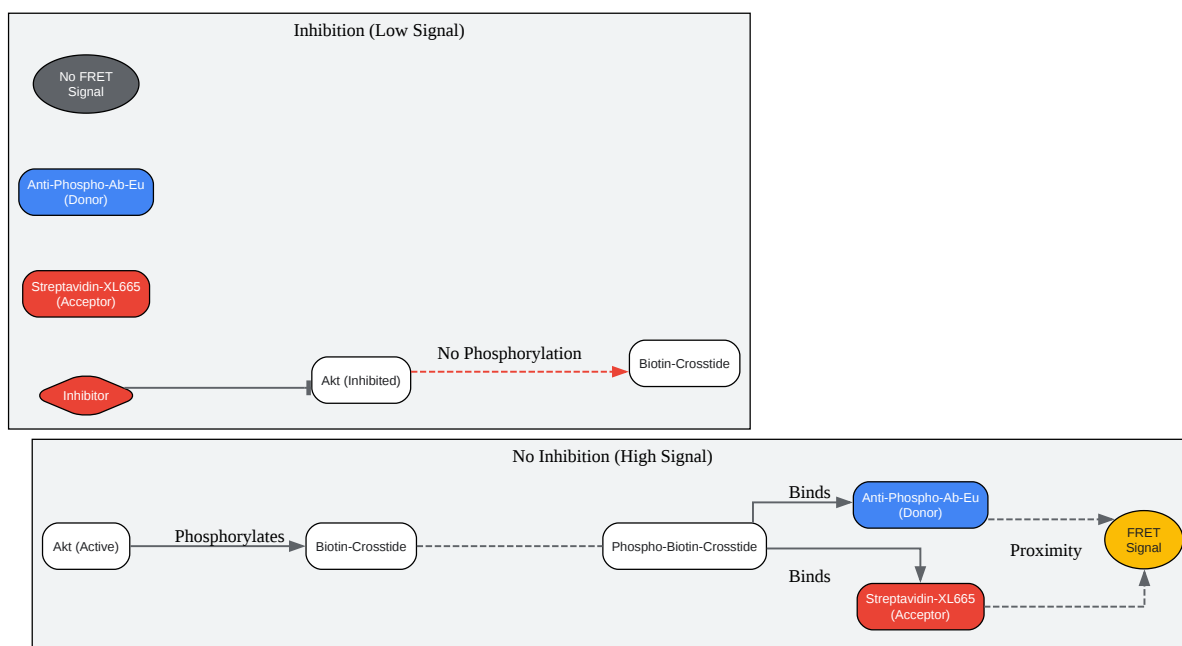 Inhibition (Low Signal)
No FRET
Signal
Anti-Phospho-Ab-Eu
(Donor)
Streptavidin-XL665
(Acceptor)
Inhibitor
Akt (Inhibited)
No Phosphorylation
Biotin-Crosstide
No Inhibition (High Signal)
Akt (Active)
Phosphorylates
Biotin-Crosstide
Phospho-Biotin-Crosstide
Binds
Anti-Phospho-Ab-Eu
(Donor)
Binds
Streptavidin-XL665
(Acceptor)
Proximity
FRET
Signal